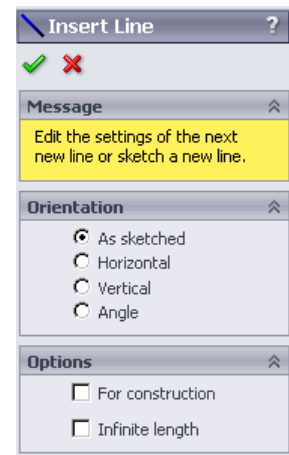 Insert Line ?
Message
Edit the settings of the next
new line or sketch a new line.
Orientation
As sketched
Horizontal
Vertical
Angle
Options
For construction
Infinite length